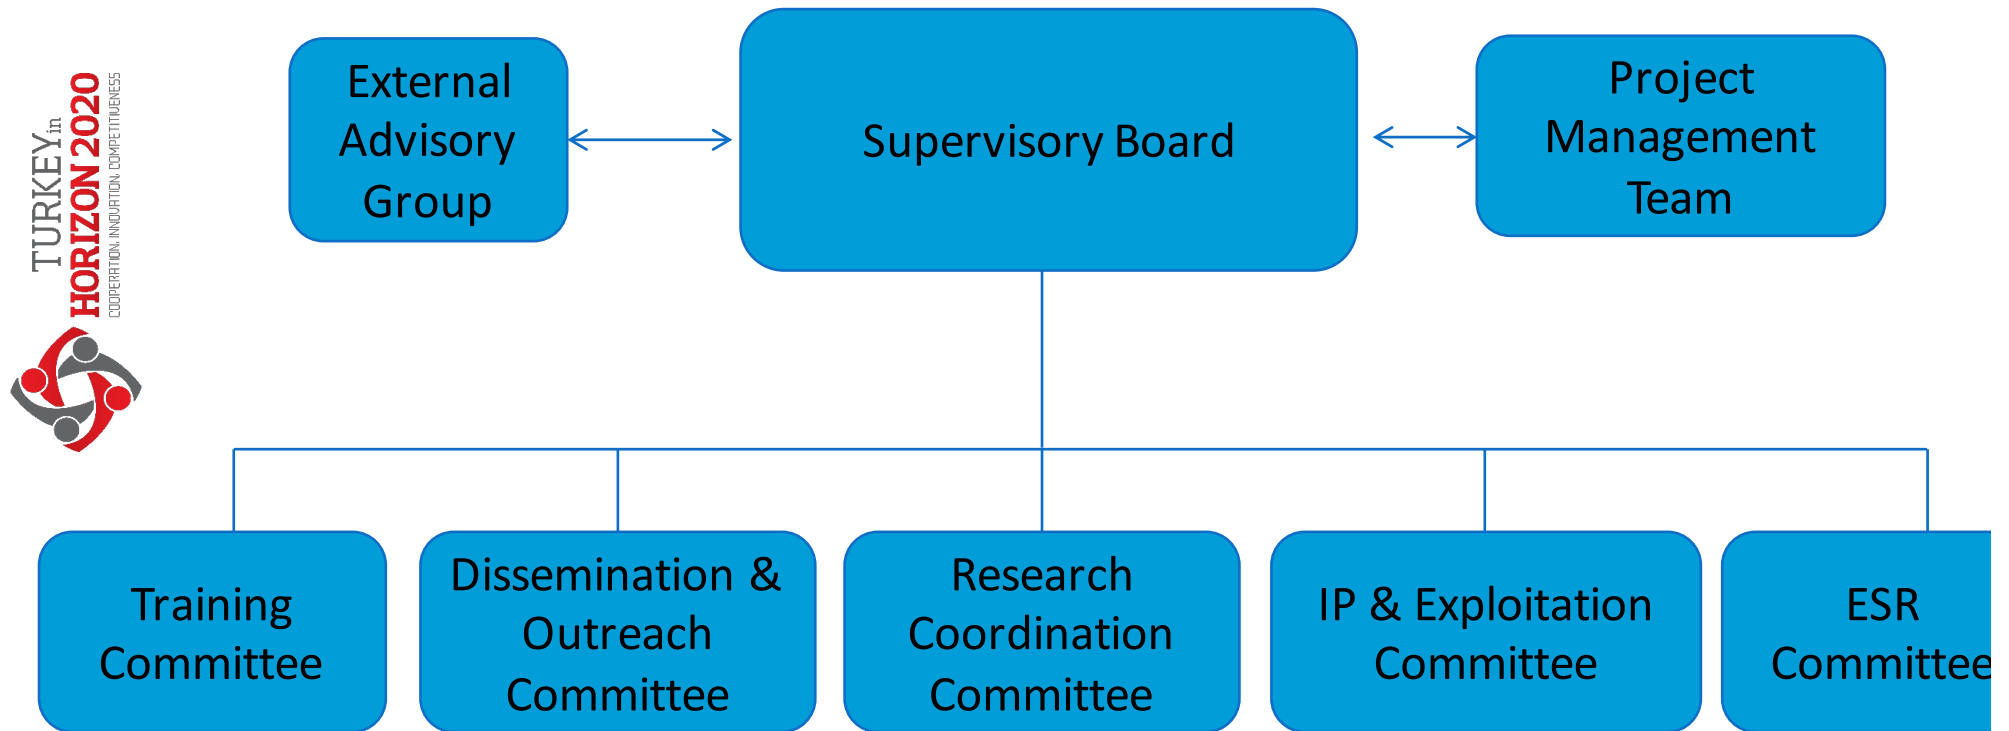 TURKEY in
HORIZON 2020
COOPERATION, INNOVATION, COMPETITIVENESS
External
Advisory
Group
Supervisory Board
Project
Management
Team
Training
Committee
Dissemination &
Outreach
Committee
Research
Coordination
Committee
IP & Exploitation
Committee
ESR
Committee